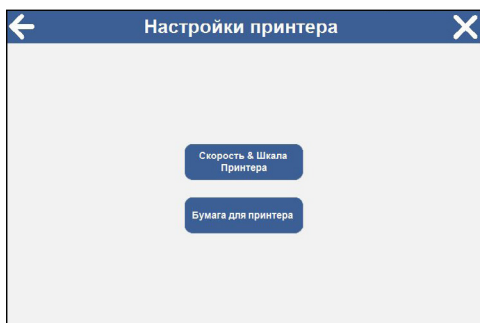 Настройки принтера
Скорость & Шкала
Принтера
Бумага для принтера